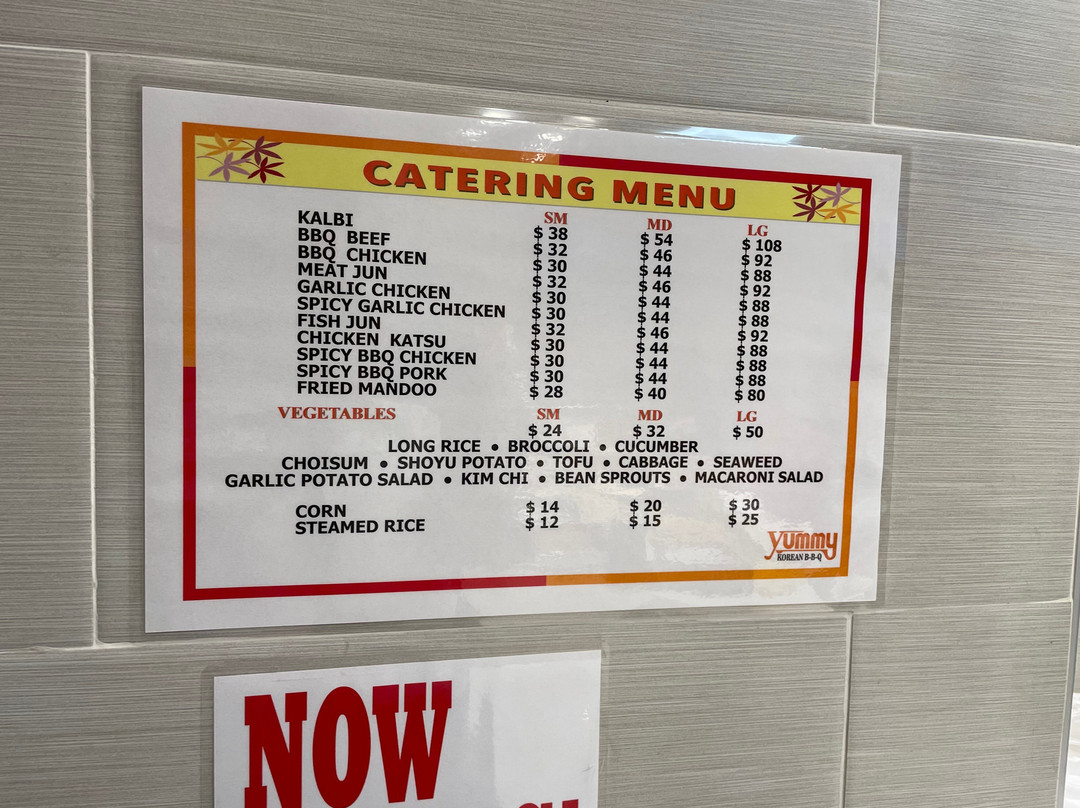 CATERING MENU
SM MD LG
KALBI $ 38 $ 54 $ 108
BBQ BEEF $ 32 $ 46 $ 92
BBQ CHICKEN $ 30 $ 44 $ 88
MEAT JUN $ 32 $ 46 $ 92
GARLIC CHICKEN $ 30 $ 44 $ 88
SPICY GARLIC CHICKEN $ 30 $ 44 $ 88
FISH JUN $ 32 $ 46 $ 92
CHICKEN KATSU $ 30 $ 44 $ 88
SPICY BBQ CHICKEN $ 30 $ 44 $ 88
SPICY BBQ PORK $ 30 $ 44 $ 88
FRIED MANDOO $ 28 $ 40 $ 80
VEGETABLES SM MD LG
$ 24 $ 32 $ 50
LONG RICE • BROCCOLI • CUCUMBER
CHOISUM • SHOYU POTATO • TOFU • CABBAGE • SEAWEED
GARLIC POTATO SALAD • KIM CHI • BEAN SPROUTS • MACARONI SALAD
CORN $ 14 $ 20 $ 30
STEAMED RICE $ 12 $ 15 $ 25
Yummy
KOREAN B-B-Q
NOW